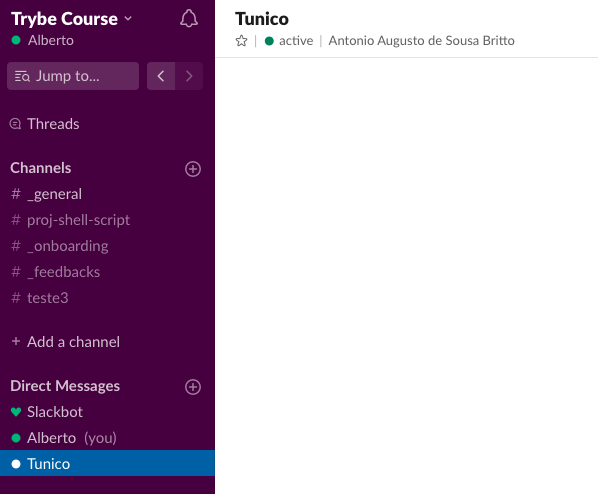 Trybe Course
Alberto
Jump to...
Threads
Channels
# _general
# proj-shell-script
# _onboarding
# _feedbacks
# teste3
+ Add a channel
Direct Messages
Slackbot
Alberto (you)
Tunico
Tunico
active | Antonio Augusto de Sousa Britto